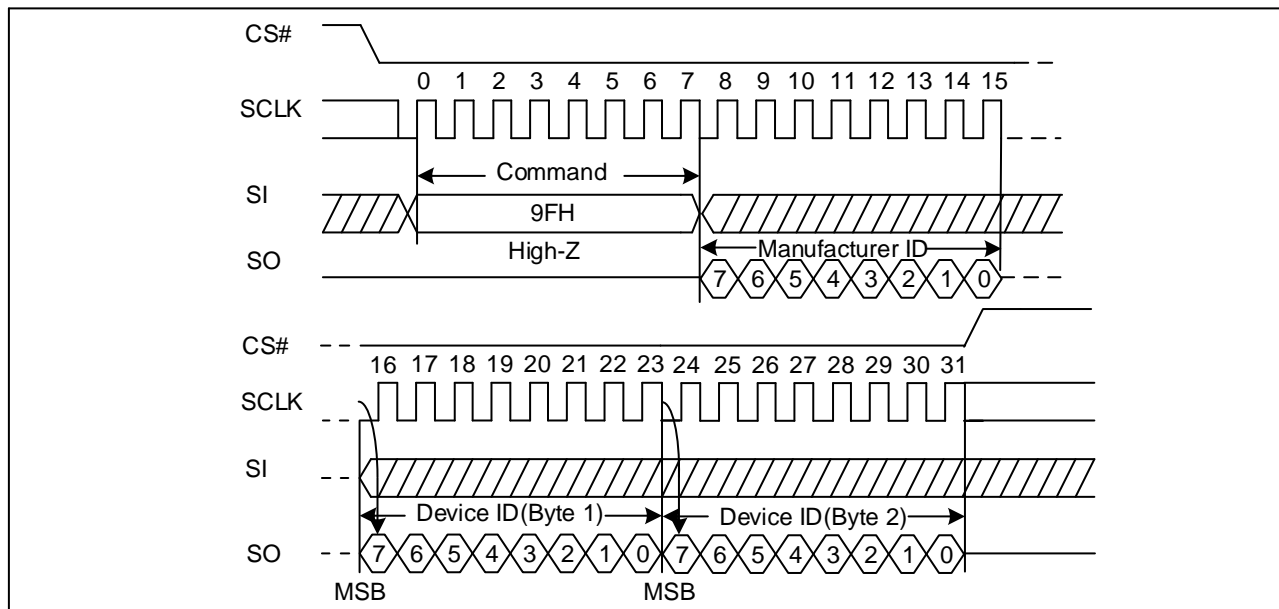 CS#
0 1 2 3 4 5 6 7 8 9 10 11 12 13 14 15
SCLK
Command
SI
9FH
High-Z
Manufacturer ID
SO
7 6 5 4 3 2 1 0
CS#
16 17 18 19 20 21 22 23 24 25 26 27 28 29 30 31
SCLK
SI
Device ID(Byte 1) Device ID(Byte 2)
SO
7 6 5 4 3 2 1 0 7 6 5 4 3 2 1 0
MSB MSB